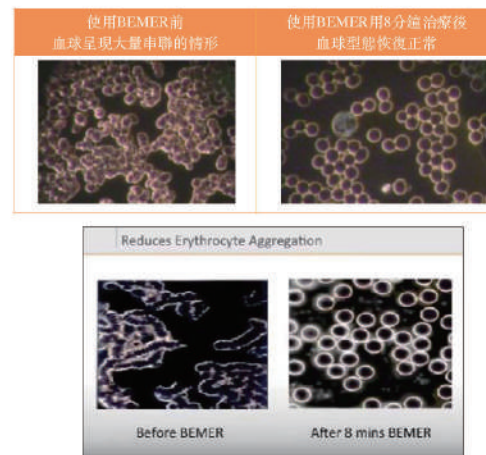 使用BEMER前
血球呈現大量串聯的情形
使用BEMER用8分鐘治療後
血球型態恢復正常
Reduces Erythrocyte Aggregation
Before BEMER
After 8 mins BEMER